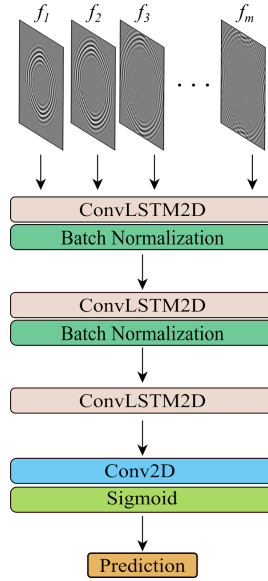 f1 f2 f3 fm
. . .
ConvLSTM2D
Batch Normalization
ConvLSTM2D
Batch Normalization
ConvLSTM2D
Conv2D
Sigmoid
Prediction